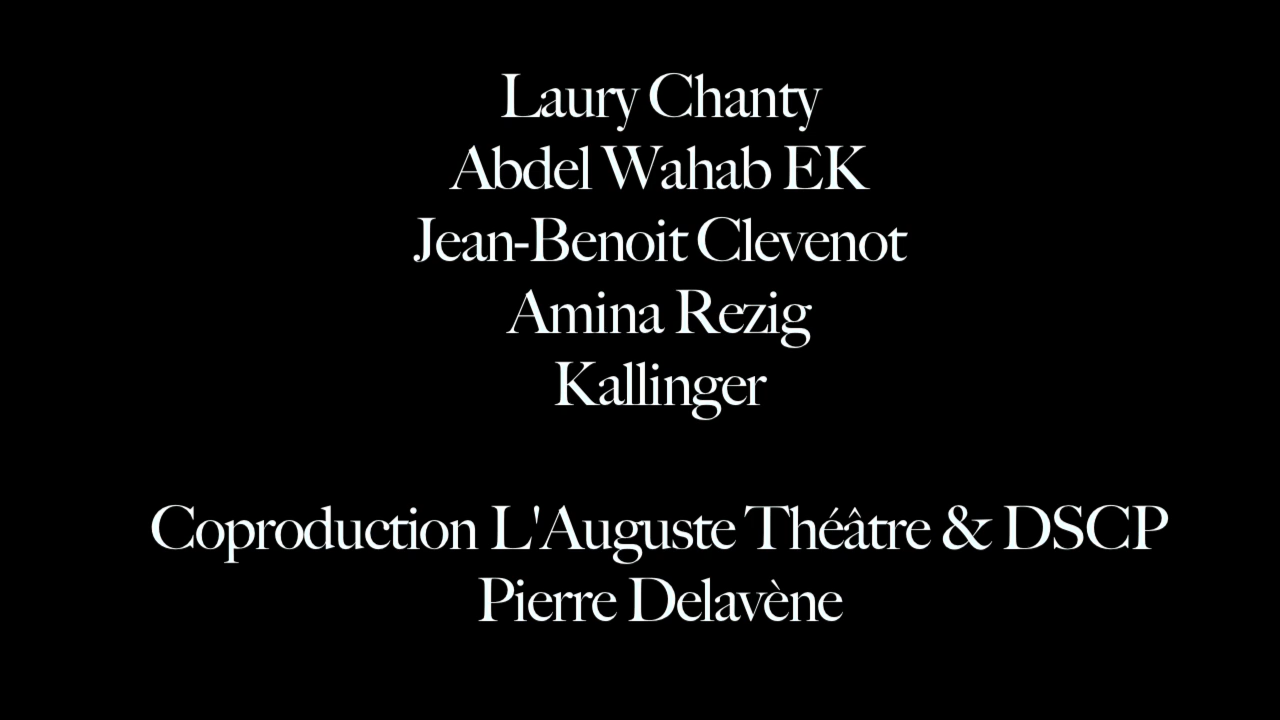 Laury Chanty
Abdel Wahab EK
Jean-Benoit Clevenot
Amina Rezig
Kallinger
Coproduction L'Auguste Théâtre & DSCP
Pierre Delavène